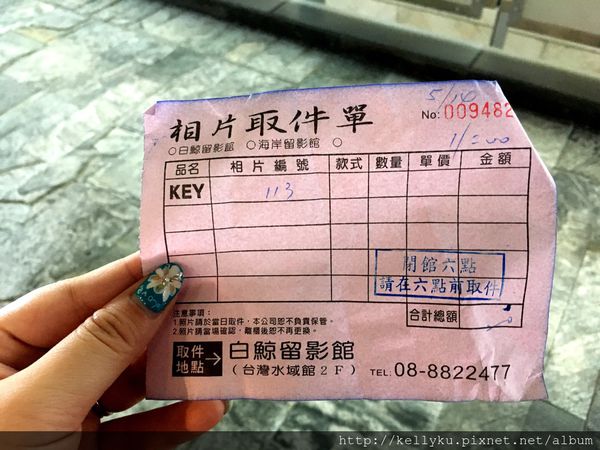 5/16
相片取件單
No: 009482
○白鯨留影館 ○海岸留影館
品名 相片編號 款式 數量 單價 金額
KEY 113
閉館六點
請在六點前取件
合計總額
注意事項:
1.照片請於當日取件,本公司恕不負責保管。
2.照片請當場確認,離櫃後恕不再更換。
取件地點 → 白鯨留影館
(台灣水域館2F) TEL: 08-8822477
http://kellyku.pixnet.net/album